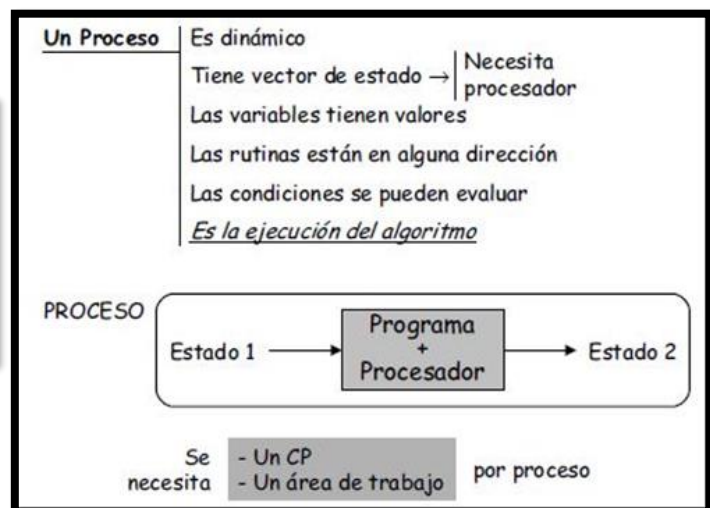 Un Proceso
Es dinámico
Tiene vector de estado → Necesita
procesador
Las variables tienen valores
Las rutinas están en alguna dirección
Las condiciones se pueden evaluar
Es la ejecución del algoritmo
PROCESO
Estado 1
Programa
+
Procesador
Estado 2
Se
necesita
- Un CP
- Un área de trabajo
por proceso